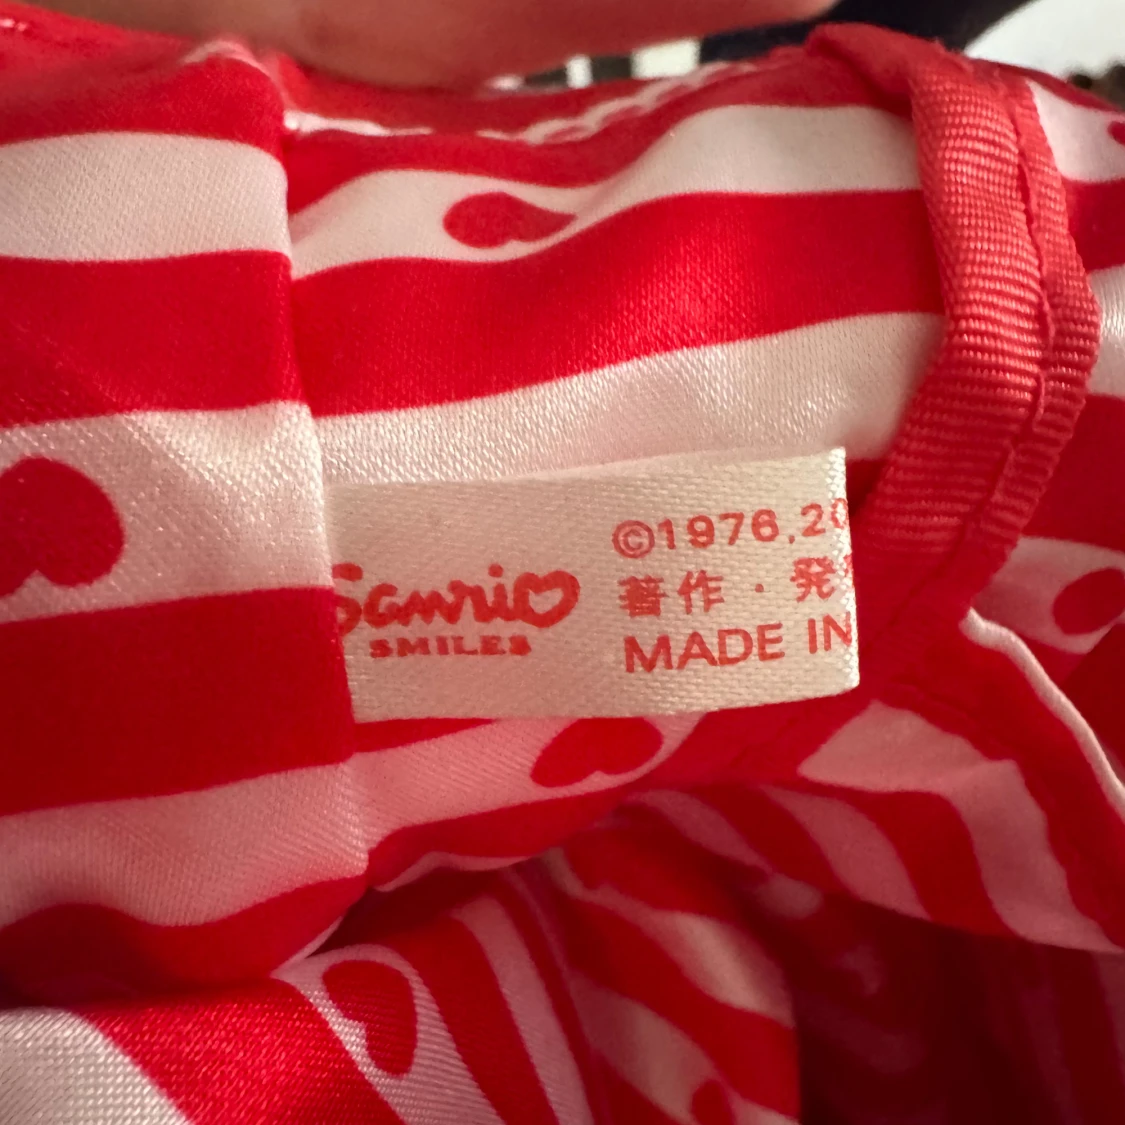 Sanrio
SMILES
©1976,20
著作・発
MADE IN